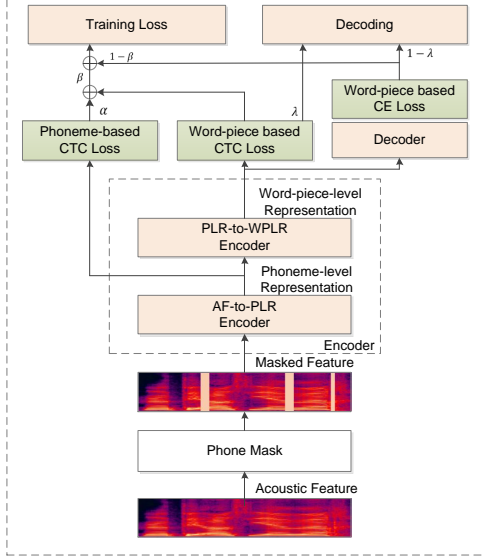 Training Loss
Decoding
1 − β
1 − λ
β
α
λ
Word-piece based
CE Loss
Phoneme-based
CTC Loss
Word-piece based
CTC Loss
Decoder
Word-piece-level
Representation
PLR-to-WPLR
Encoder
Phoneme-level
Representation
AF-to-PLR
Encoder
Encoder
Masked Feature
Phone Mask
Acoustic Feature